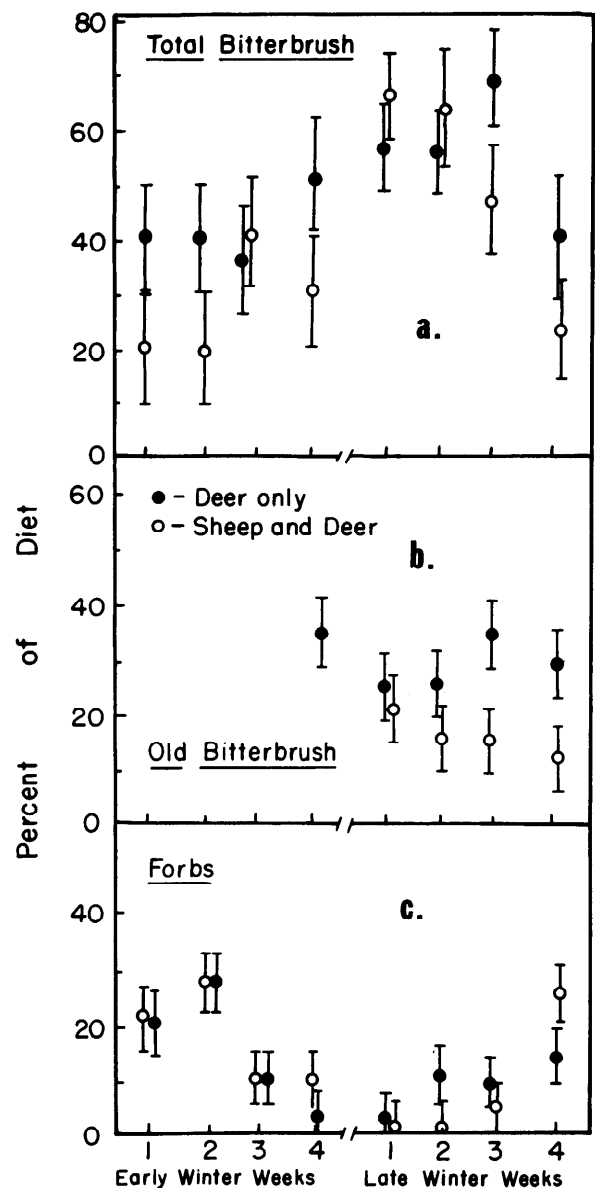 80
Total Bitterbrush
60
40
a.
20
0
60
● - Deer only
○ - Sheep and Deer
b.
40
20
Old Bitterbrush
0
Percent of Diet
Forbs
c.
40
20
0
1 2 3 4 1 2 3 4
Early Winter Weeks Late Winter Weeks